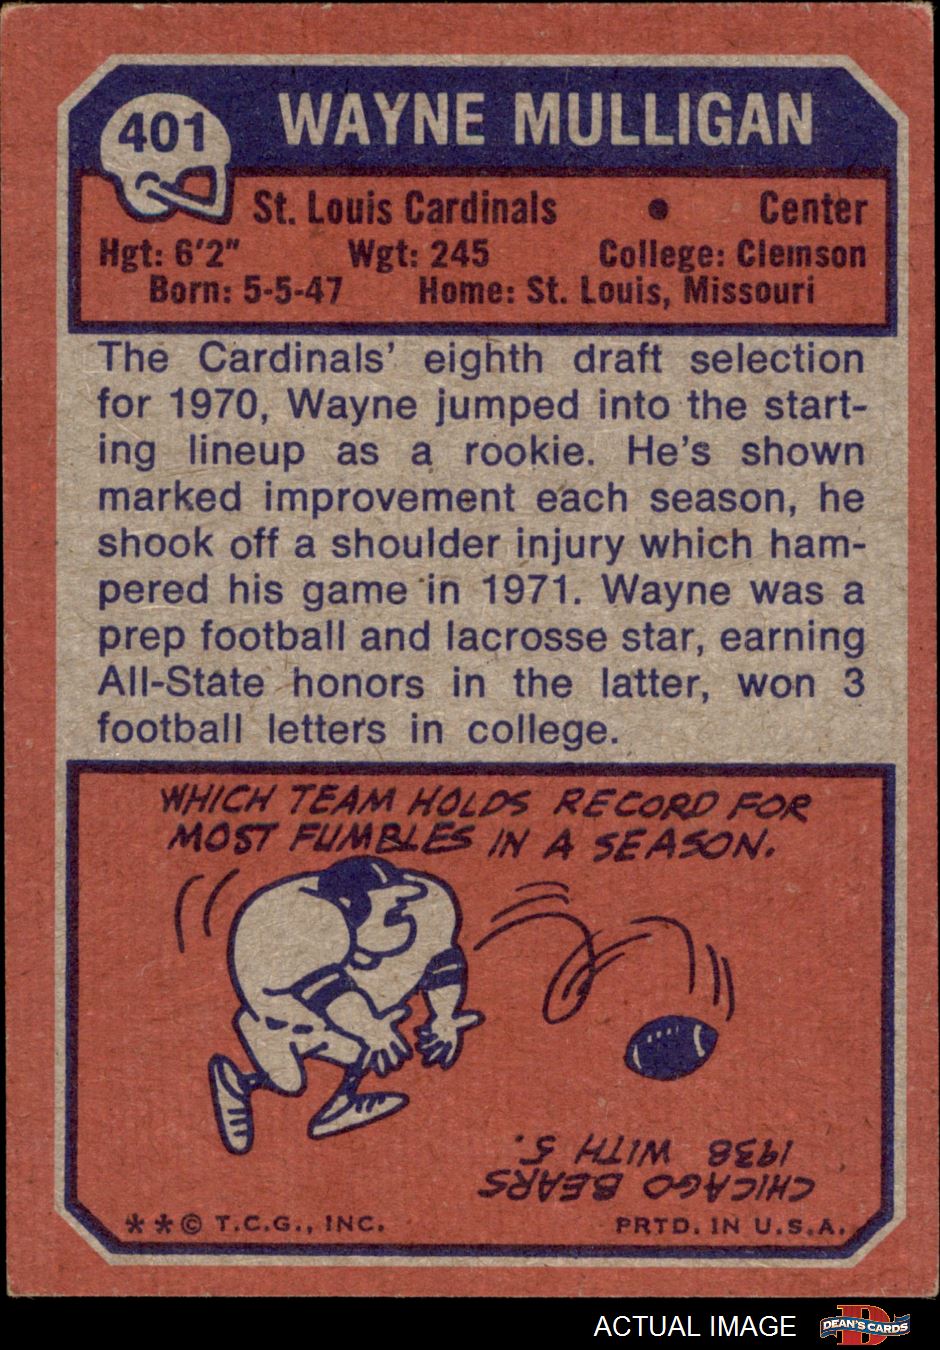 401
WAYNE MULLIGAN
St. Louis Cardinals • Center
Hgt: 6'2" Wgt: 245 College: Clemson
Born: 5-5-47 Home: St. Louis, Missouri
The Cardinals' eighth draft selection
for 1970, Wayne jumped into the start-
ing lineup as a rookie. He's shown
marked improvement each season, he
shook off a shoulder injury which ham-
pered his game in 1971. Wayne was a
prep football and lacrosse star, earning
All-State honors in the latter, won 3
football letters in college.
WHICH TEAM HOLDS RECORD FOR
MOST FUMBLES IN A SEASON.
CHICAGO BEARS
1938 WITH 5.
**© T.C.G., INC. PRTD. IN U.S.A.
ACTUAL IMAGE
DEAN'S CARDS